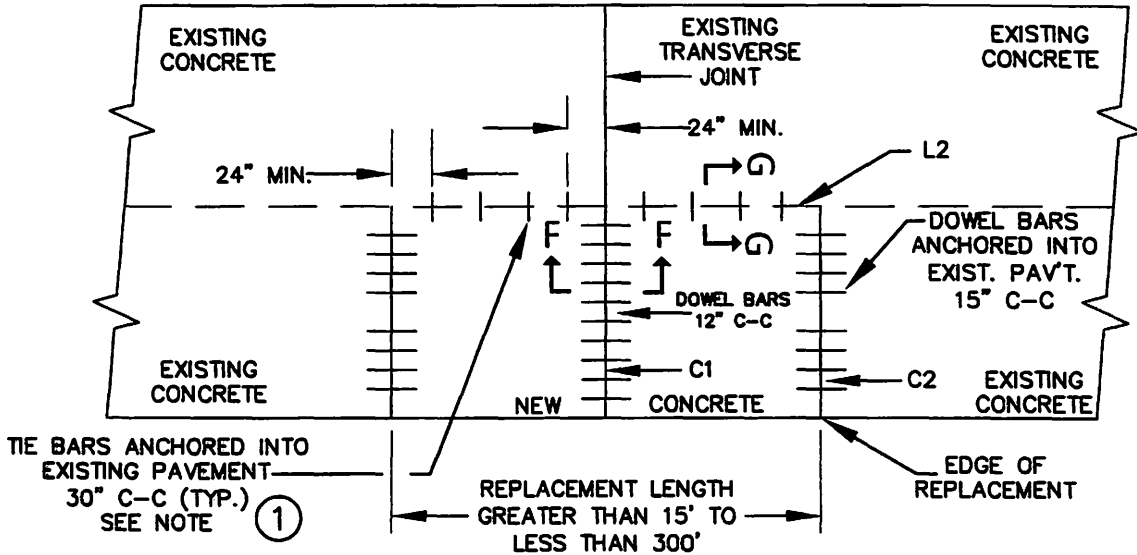 EXISTING
CONCRETE
EXISTING
TRANSVERSE
JOINT
EXISTING
CONCRETE
24" MIN.
24" MIN.
L2
G
G
F
F
DOWEL BARS
ANCHORED INTO
EXIST. PAV'T.
15" C-C
DOWEL BARS
12" C-C
EXISTING
CONCRETE
C1
C2
EXISTING
CONCRETE
NEW
CONCRETE
TIE BARS ANCHORED INTO
EXISTING PAVEMENT
30" C-C (TYP.)
SEE NOTE 1
REPLACEMENT LENGTH
GREATER THAN 15' TO
LESS THAN 300'
EDGE OF
REPLACEMENT